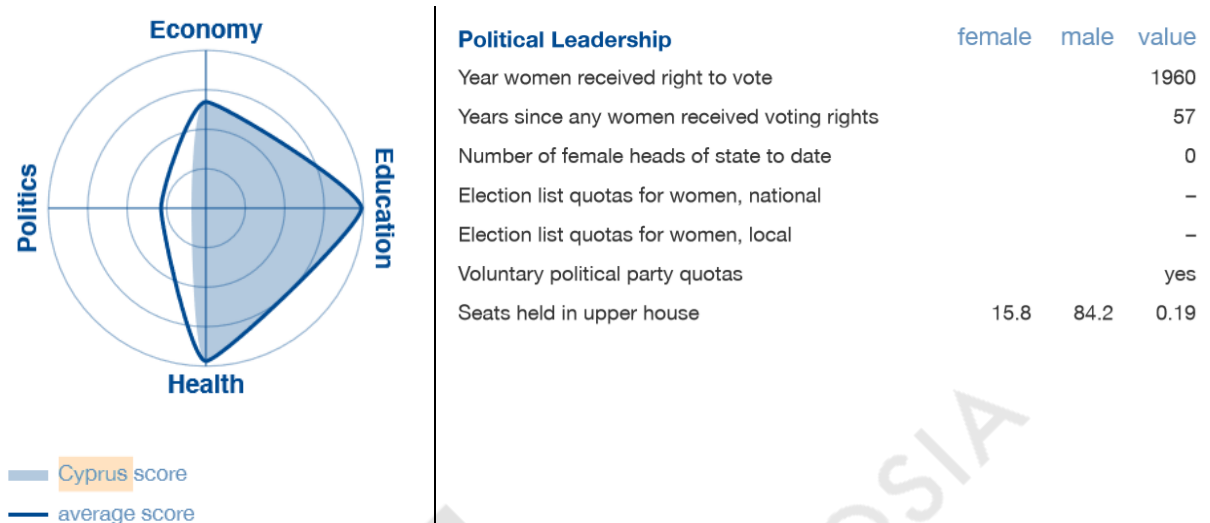 Economy
Politics
Education
Health
Cyprus score
average score
Political Leadership female male value
Year women received right to vote 1960
Years since any women received voting rights 57
Number of female heads of state to date 0
Election list quotas for women, national –
Election list quotas for women, local –
Voluntary political party quotas yes
Seats held in upper house 15.8 84.2 0.19
OSIA